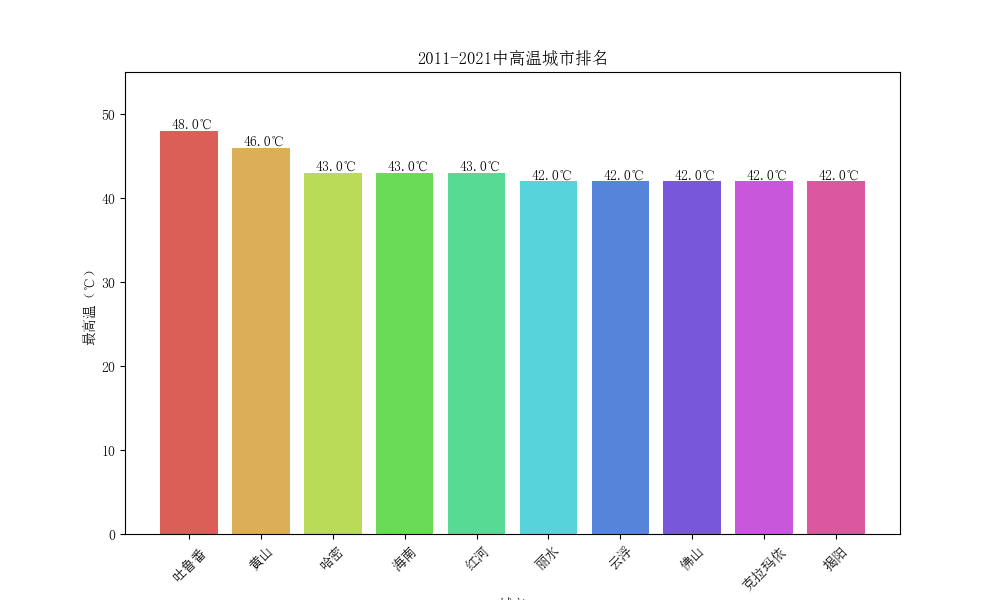 2011-2021中高温城市排名
最高温（℃）
50
40
30
20
10
0
48.0℃
46.0℃
43.0℃
43.0℃
43.0℃
42.0℃
42.0℃
42.0℃
42.0℃
42.0℃
吐鲁番
黄山
哈密
海南
红河
丽水
云浮
佛山
克拉玛依
揭阳